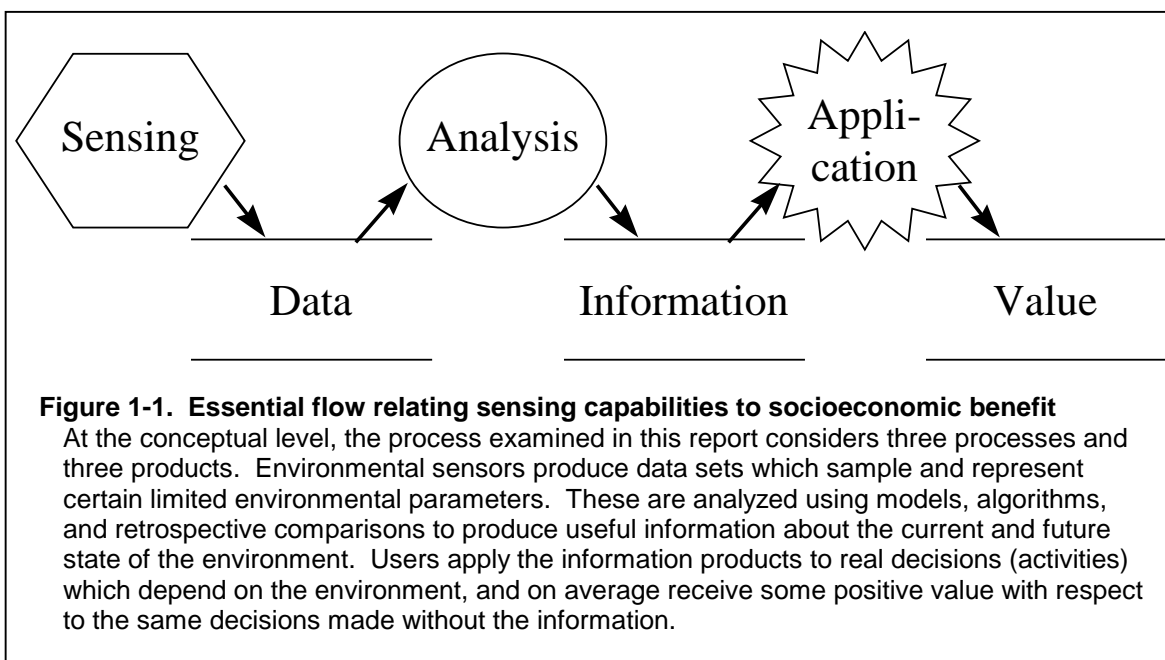 Sensing
Analysis
Appli-
cation
Data
Information
Value
Figure 1-1.  Essential flow relating sensing capabilities to socioeconomic benefit
At the conceptual level, the process examined in this report considers three processes and
three products.  Environmental sensors produce data sets which sample and represent
certain limited environmental parameters.  These are analyzed using models, algorithms,
and retrospective comparisons to produce useful information about the current and future
state of the environment.  Users apply the information products to real decisions (activities)
which depend on the environment, and on average receive some positive value with respect
to the same decisions made without the information.